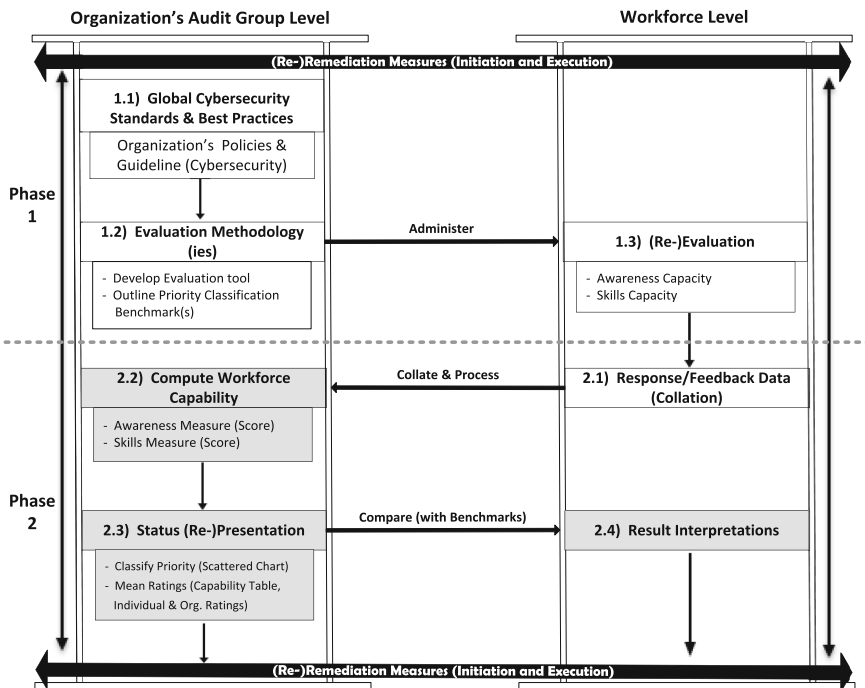 Organization's Audit Group Level
Workforce Level
(Re-)Remediation Measures (Initiation and Execution)
1.1) Global Cybersecurity
Standards & Best Practices
Organization's Policies &
Guideline (Cybersecurity)
Phase
1
1.2) Evaluation Methodology
(ies)
- Develop Evaluation tool
- Outline Priority Classification
Benchmark(s)
Administer
1.3) (Re-)Evaluation
- Awareness Capacity
- Skills Capacity
2.2) Compute Workforce
Capability
- Awareness Measure (Score)
- Skills Measure (Score)
Collate & Process
2.1) Response/Feedback Data
(Collation)
Phase
2
2.3) Status (Re-)Presentation
- Classify Priority (Scattered Chart)
- Mean Ratings (Capability Table,
Individual & Org. Ratings)
Compare (with Benchmarks)
2.4) Result Interpretations
(Re-)Remediation Measures (Initiation and Execution)